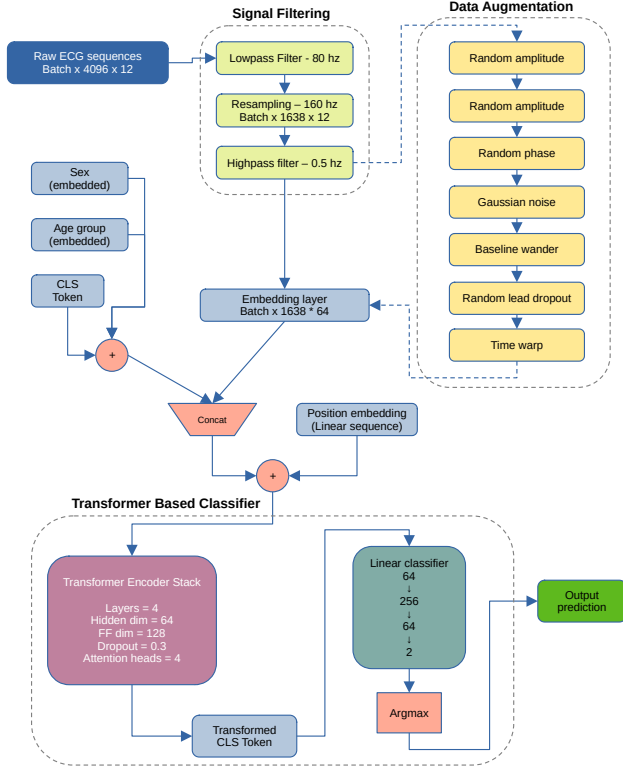 Signal Filtering
Data Augmentation
Raw ECG sequences
Batch x 4096 x 12
Lowpass Filter - 80 hz
Resampling – 160 hz
Batch x 1638 x 12
Highpass filter – 0.5 hz
Random amplitude
Random amplitude
Random phase
Gaussian noise
Baseline wander
Random lead dropout
Time warp
Sex
(embedded)
Age group
(embedded)
CLS
Token
+
Embedding layer
Batch x 1638 * 64
Concat
Position embedding
(Linear sequence)
+
Transformer Based Classifier
Transformer Encoder Stack
Layers = 4
Hidden dim = 64
FF dim = 128
Dropout = 0.3
Attention heads = 4
Transformed
CLS Token
Linear classifier
64
↓
256
↓
64
↓
2
Argmax
Output
prediction